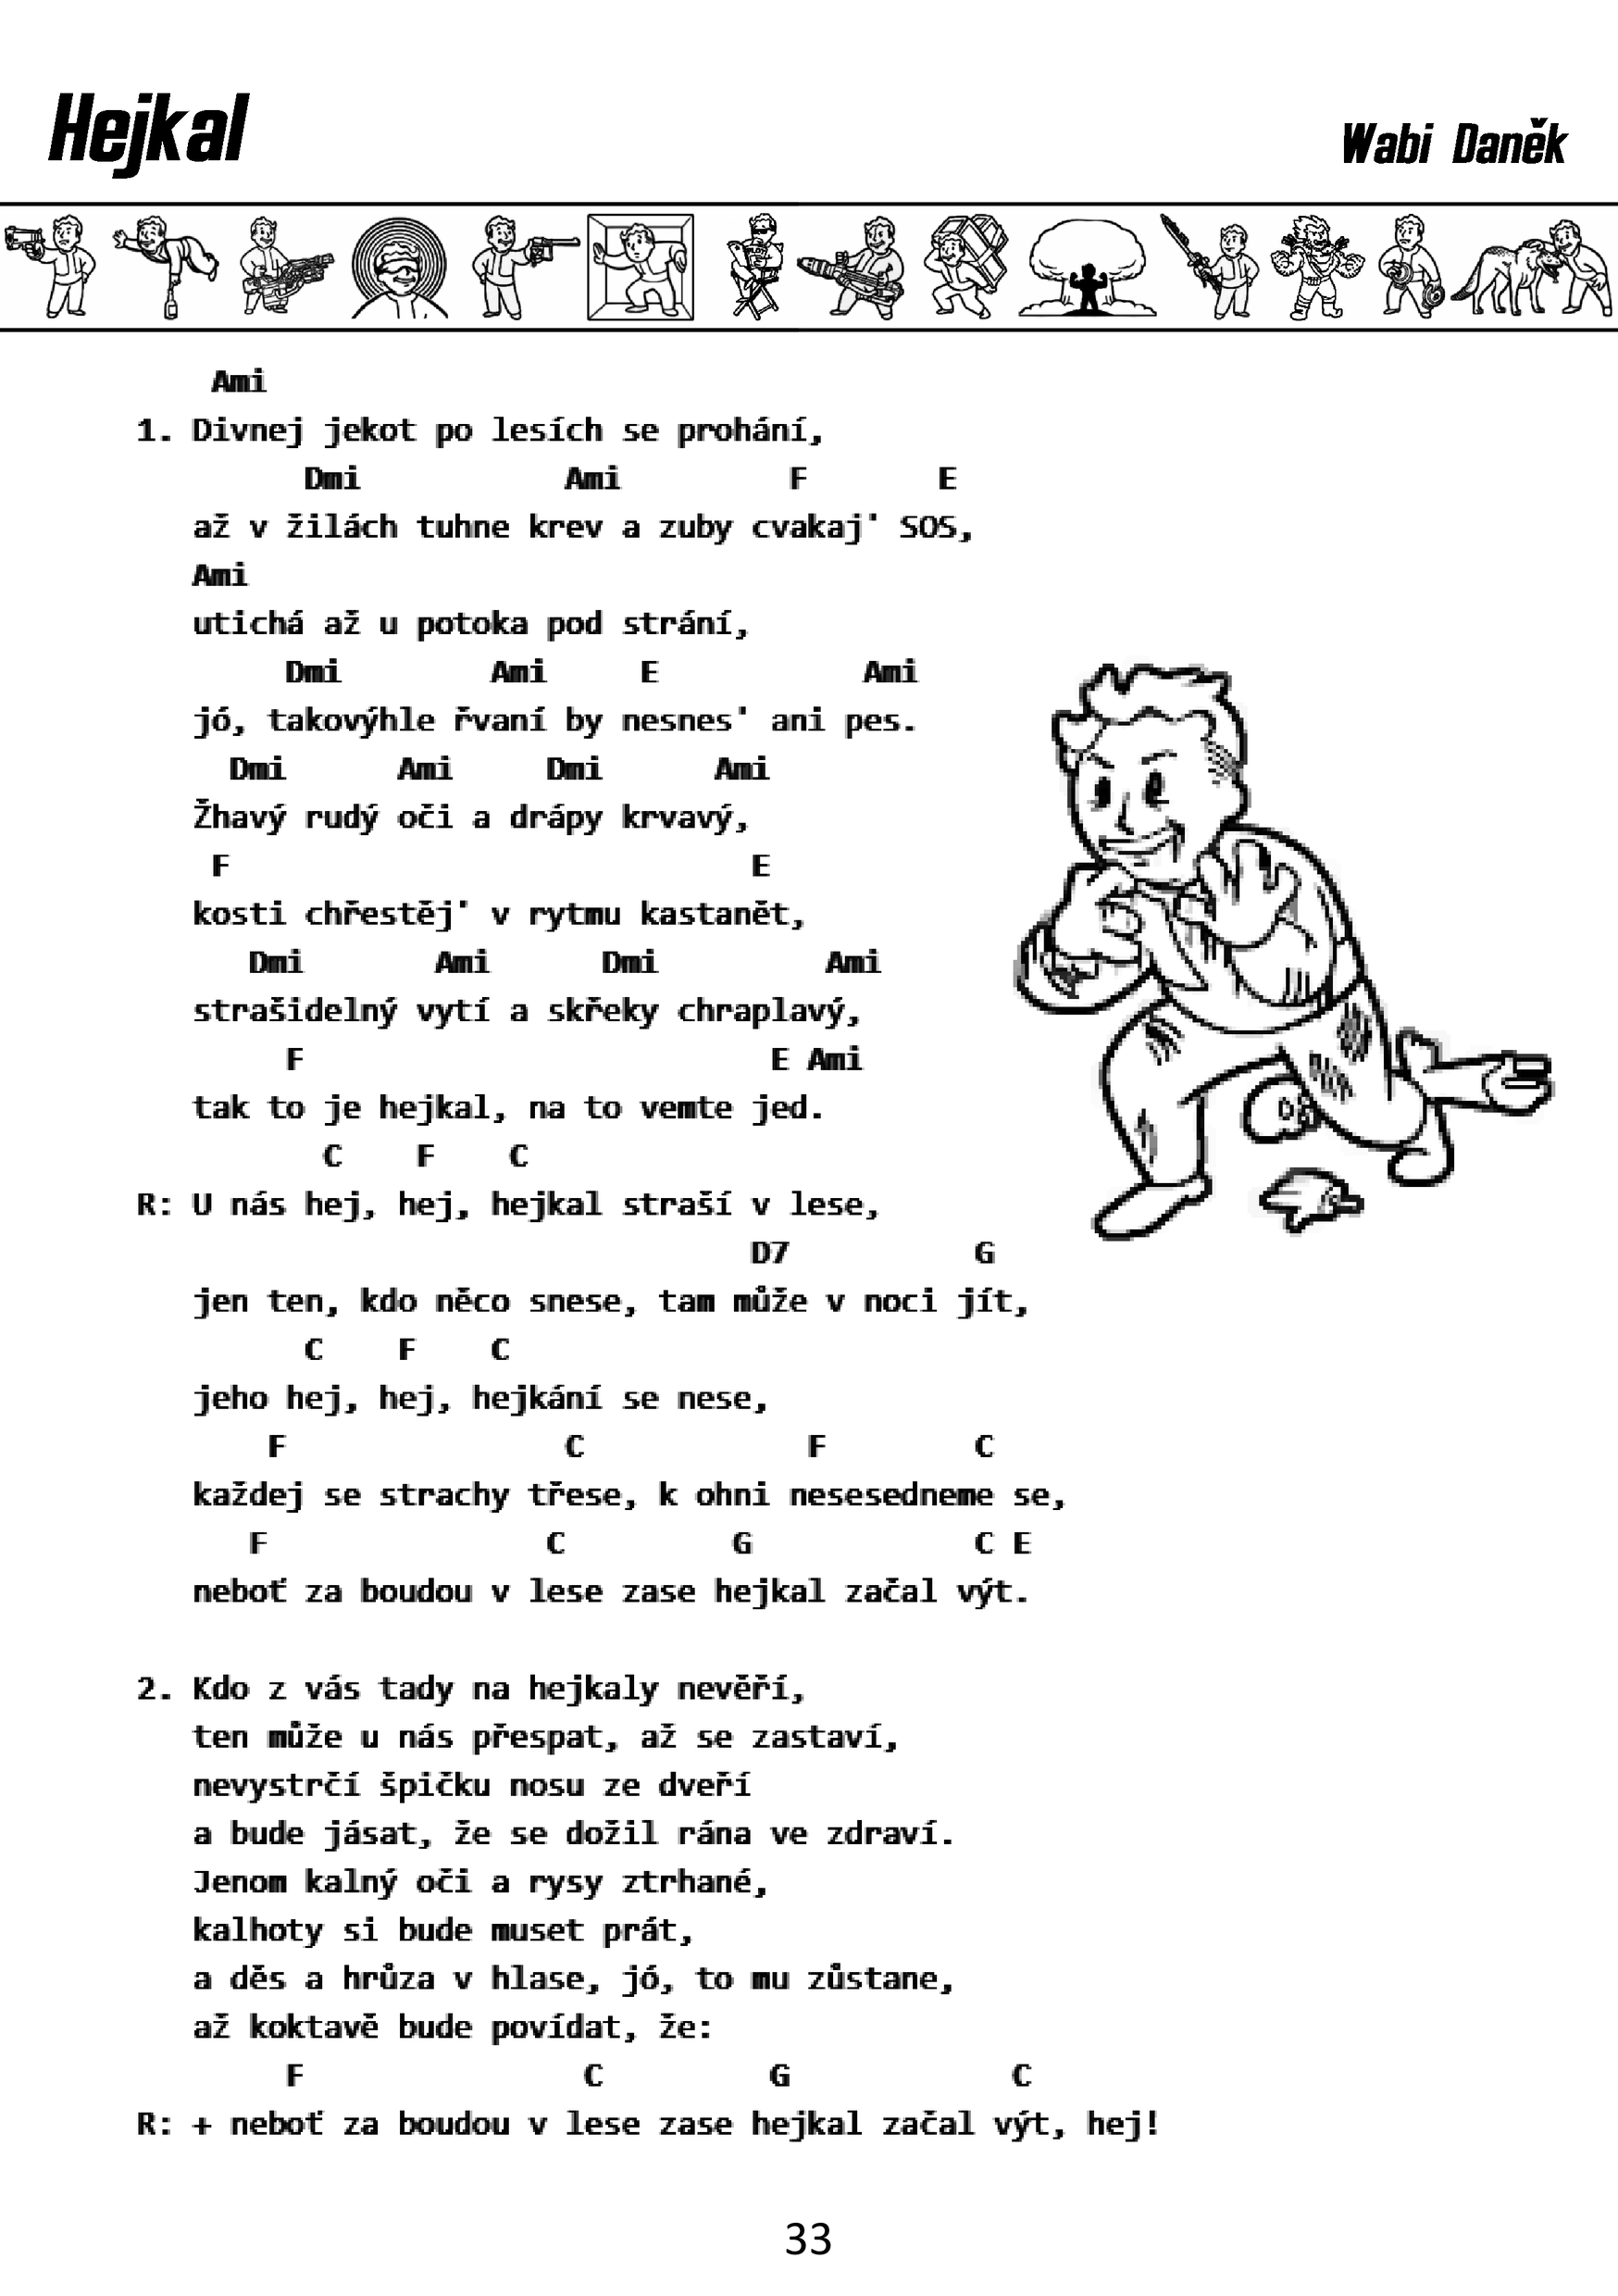 Hejkal
Wabi Daněk
Ami
1. Divnej jekot po lesích se prohání,
Dmi Ami F E
až v žilách tuhne krev a zuby cvakaj' SOS,
Ami
utichá až u potoka pod strání,
Dmi Ami E Ami
jó, takovýhle řvaní by nesnes' ani pes.
Dmi Ami Dmi Ami
Žhavý rudý oči a drápy krvavý,
F E
kosti chřestěj' v rytmu kastanět,
Dmi Ami Dmi Ami
strašidelný vytí a skřeky chraplavý,
F E Ami
tak to je hejkal, na to vemte jed.
C F C
R: U nás hej, hej, hejkal straší v lese,
D7 G
jen ten, kdo něco snese, tam může v noci jít,
C F C
jeho hej, hej, hejkání se nese,
F C F C
každej se strachy třese, k ohni nesesedneme se,
F C G C E
neboť za boudou v lese zase hejkal začal výt.
2. Kdo z vás tady na hejkaly nevěří,
ten může u nás přespat, až se zastaví,
nevystrčí špičku nosu ze dveří
a bude jásat, že se dožil rána ve zdraví.
Jenom kalný oči a rysy ztrhané,
kalhoty si bude muset prát,
a děs a hrůza v hlase, jó, to mu zůstane,
až koktavě bude povídat, že:
F C G C
R: + neboť za boudou v lese zase hejkal začal výt, hej!
33